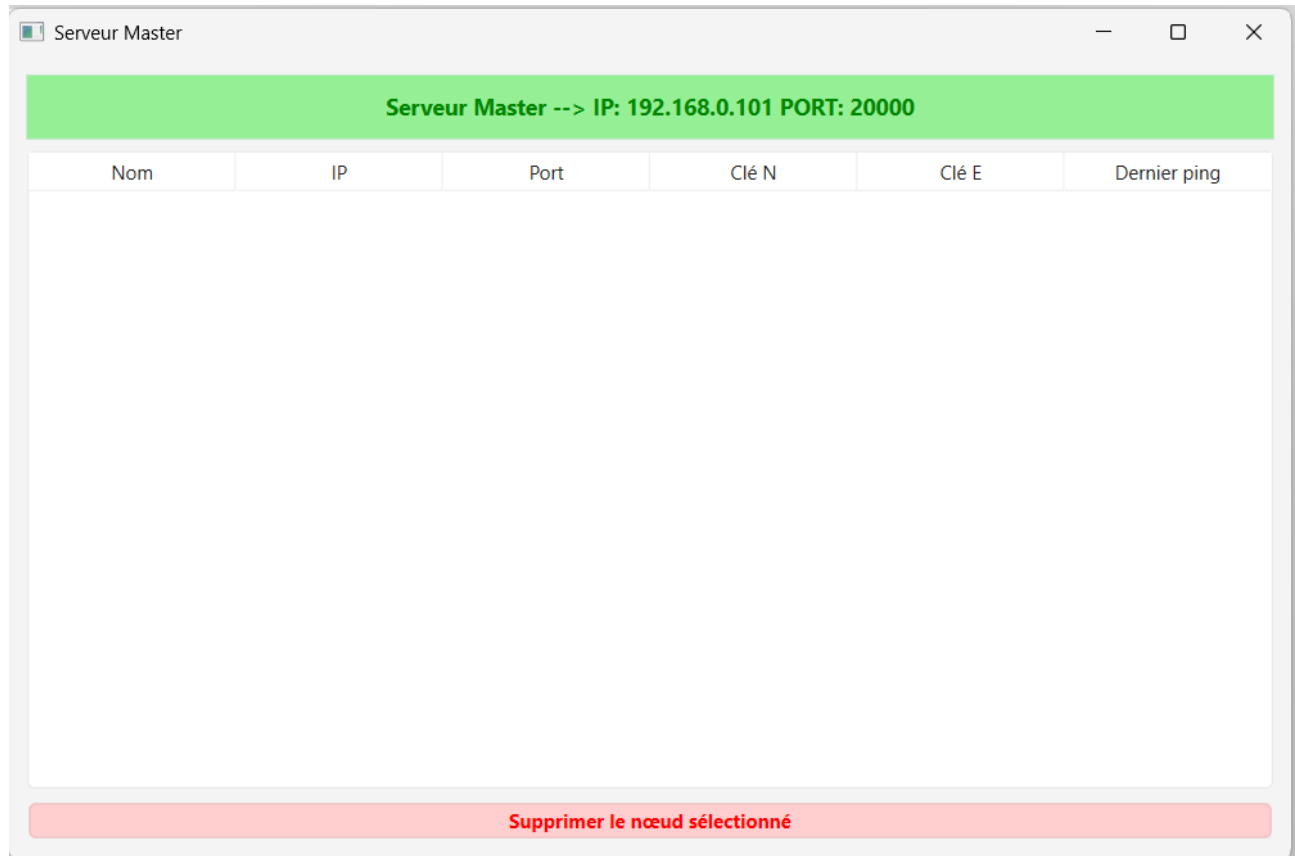 Serveur Master
Serveur Master --> IP: 192.168.0.101 PORT: 20000
Nom IP Port Clé N Clé E Dernier ping
Supprimer le nœud sélectionné